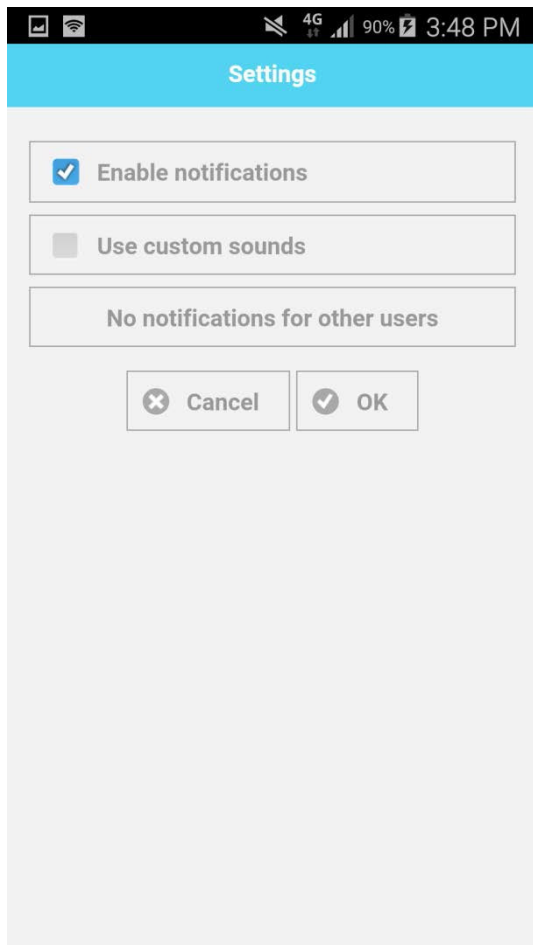 4G 90% 3:48 PM
Settings
Enable notifications
Use custom sounds
No notifications for other users
Cancel OK